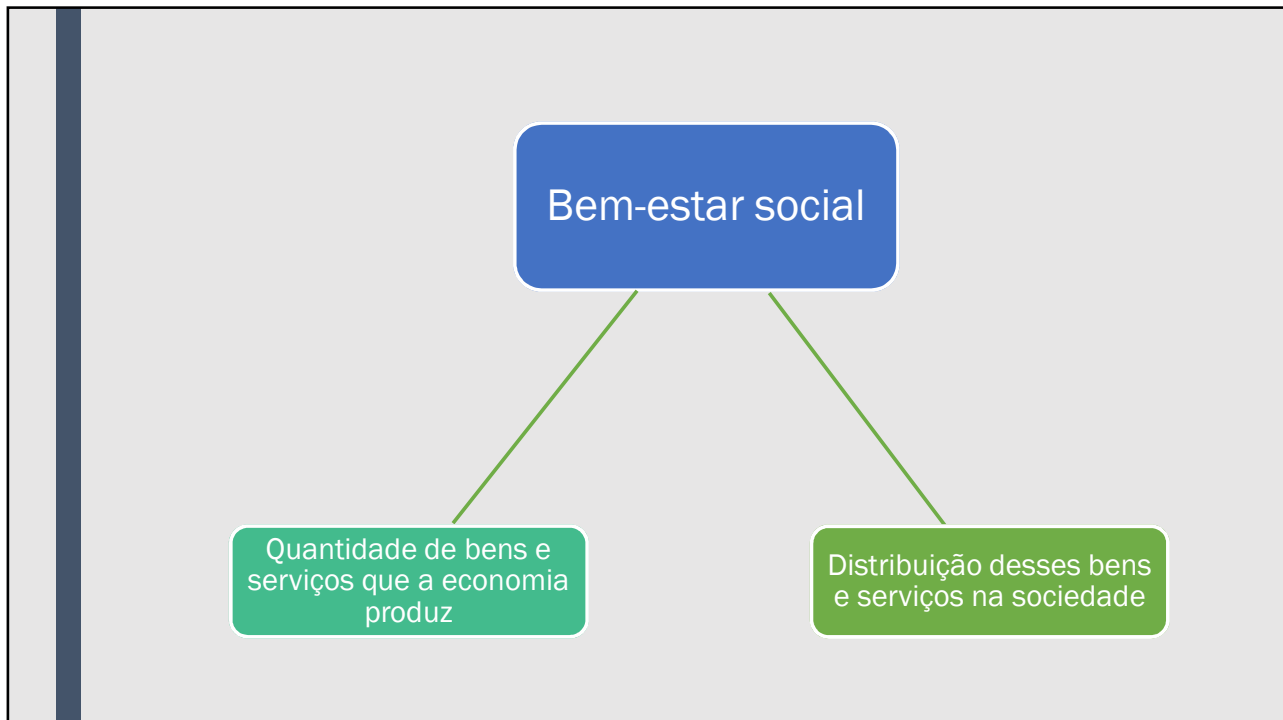 Bem-estar social
Quantidade de bens e
serviços que a economia
produz
Distribuição desses bens
e serviços na sociedade